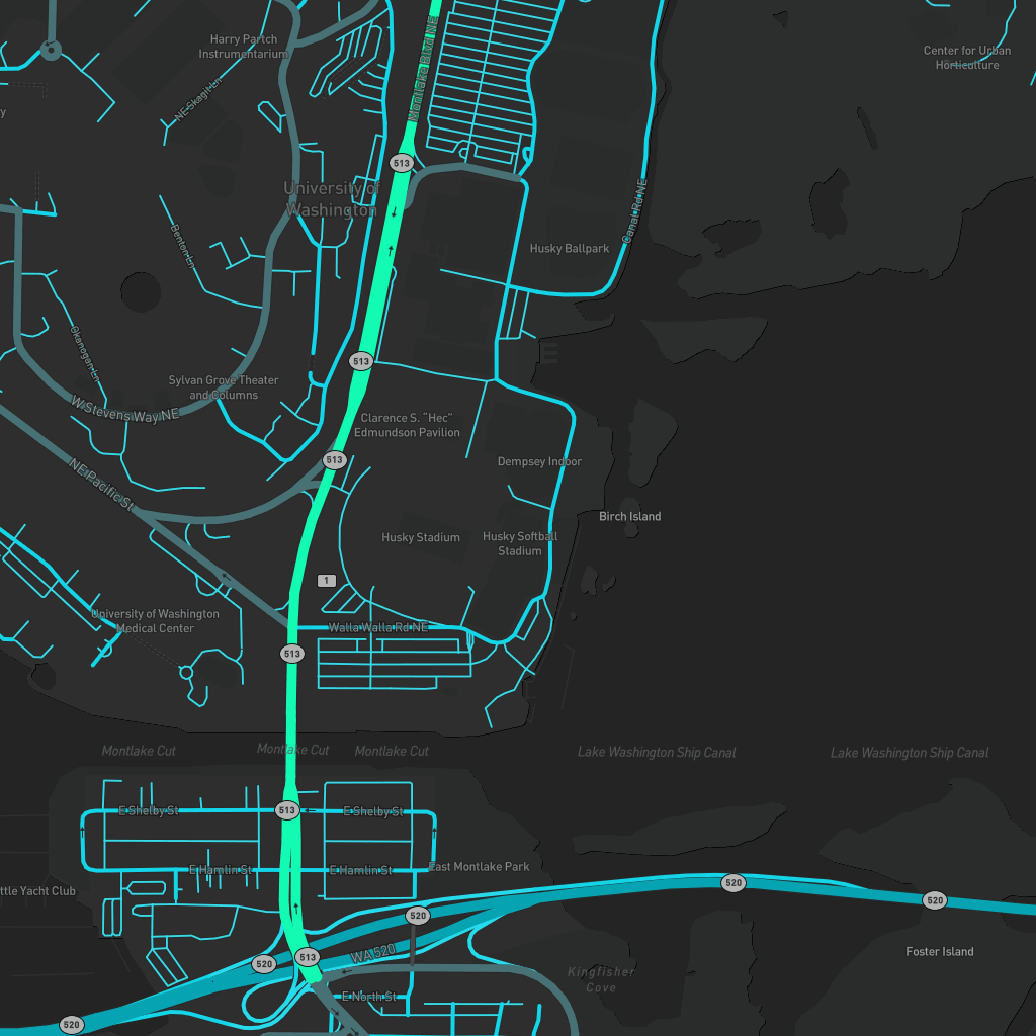 Harry Partch
Instrumentarium
Montlake Blvd NE
Center for Urban
Horticulture
NE Skagit Ln
y
513
University of
Washington
Canal Rd NE
Benton Ln
Husky Ballpark
Okanogan Ln
513
Sylvan Grove Theater
and Columns
W Stevens Way NE
Clarence S. "Hec"
Edmundson Pavilion
513
Dempsey Indoor
NE Pacific St
Birch Island
Husky Stadium
Husky Softball
Stadium
1
University of Washington
Medical Center
Walla Walla Rd NE
513
Montlake Cut
Montlake Cut
Montlake Cut
Lake Washington Ship Canal
Lake Washington Ship Canal
E Shelby St
513
E Shelby St
E Hamlin St
E Hamlin St
East Montlake Park
ttle Yacht Club
520
520
520
WA 520
513
520
Foster Island
Kingfisher
Cove
E North St
520